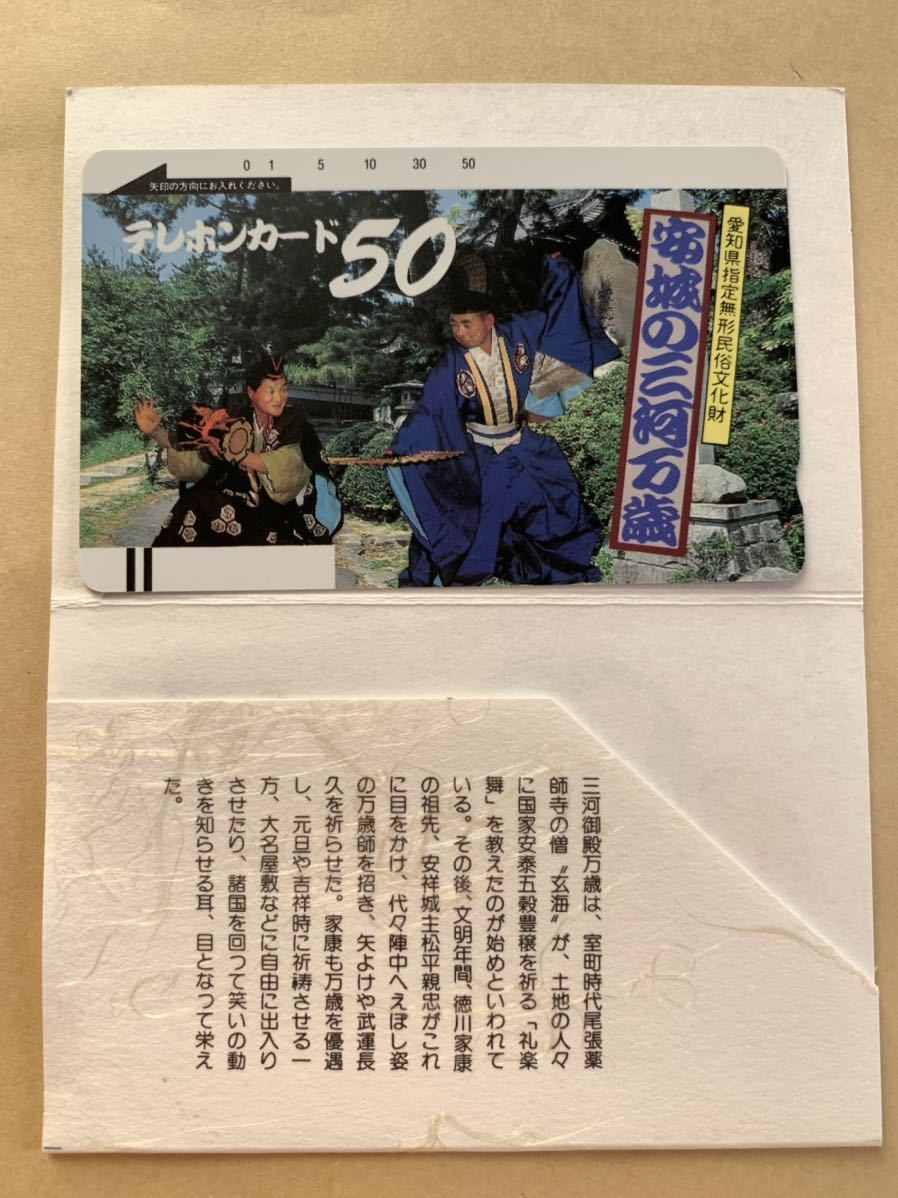 0 1 5 10 30 50
矢印の方向にお入れください。
テレホンカード50
愛知県指定無形民俗文化財
安城の三河万歳
三河御殿万歳は、室町時代尾張薬
師寺の僧〝玄海〟が、土地の人々
に国家安泰五穀豊穣を祈る「礼楽
舞」を教えたのが始めといわれて
いる。その後、文明年間、徳川家康
の祖先、安祥城主松平親忠がこれ
に目をかけ、代々陣中へえぼし姿
の万歳師を招き、矢よけや武運長
久を祈らせた。家康も万歳を優遇
し、元旦や吉祥時に祈祷させる一
方、大名屋敷などに自由に出入り
させたり、諸国を回って笑いの動
きを知らせる耳、目となって栄え
た。